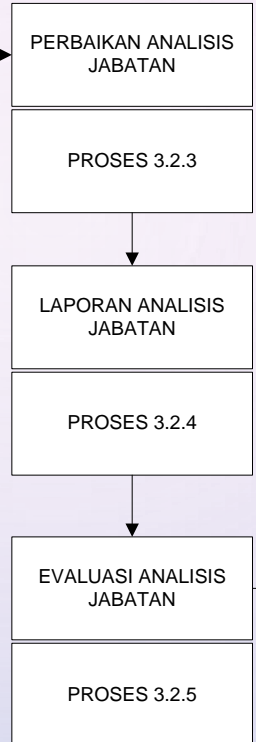 PERBAIKAN ANALISIS
JABATAN
PROSES 3.2.3
LAPORAN ANALISIS
JABATAN
PROSES 3.2.4
EVALUASI ANALISIS
JABATAN
PROSES 3.2.5